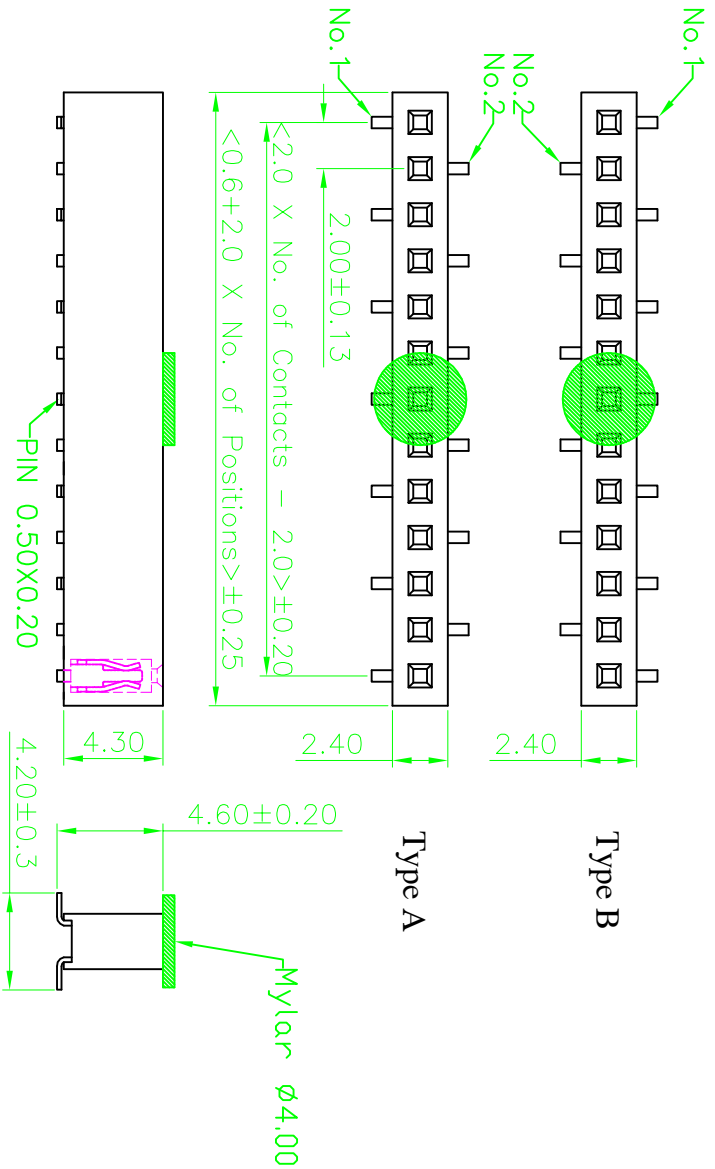 No.1
No.2
Type B
2.40
No.1
No.2
Type A
2.40
2.00±0.13
<2.0 X No. of Contacts - 2.0>±0.20
<0.6+2.0 X No. of Positions>±0.25
4.30
PIN 0.50X0.20
4.60±0.20
4.20±0.3
Mylar ø4.00